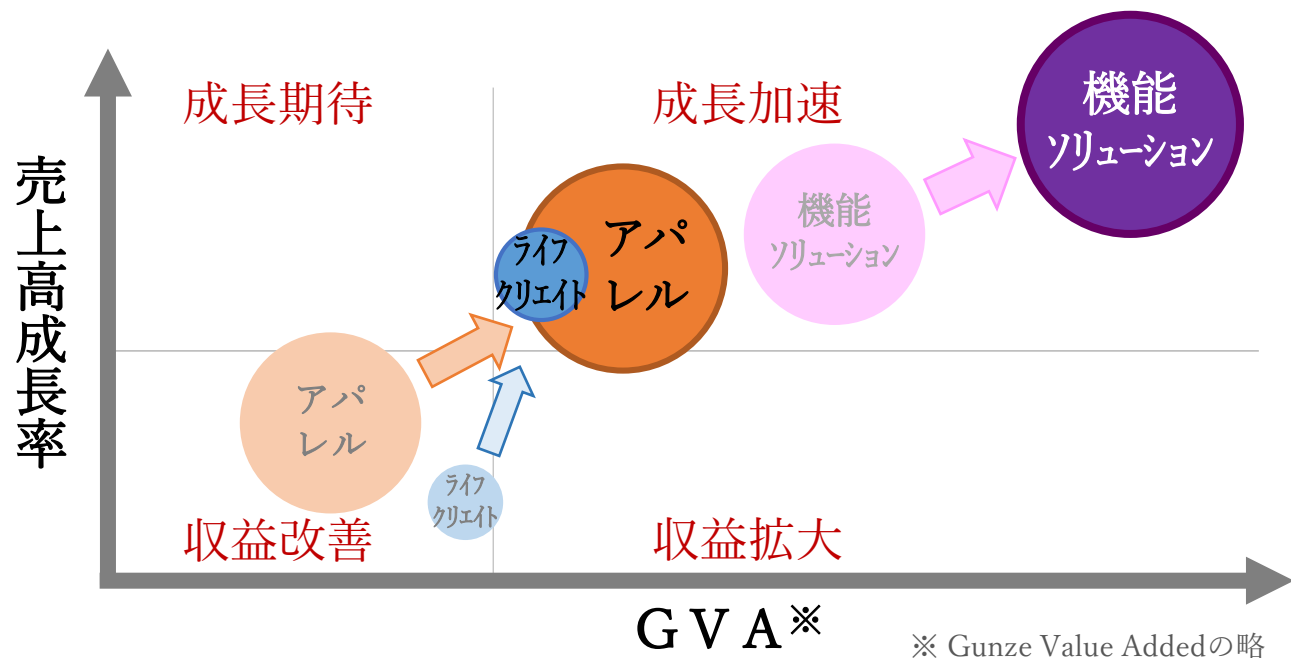 成長期待
成長加速
機能
ソリューション
売上高成長率
機能
ソリューション
ライフ
クリエイト
アパ
レル
アパ
レル
ライフ
クリエイト
収益改善
収益拡大
GVA※
※ Gunze Value Addedの略